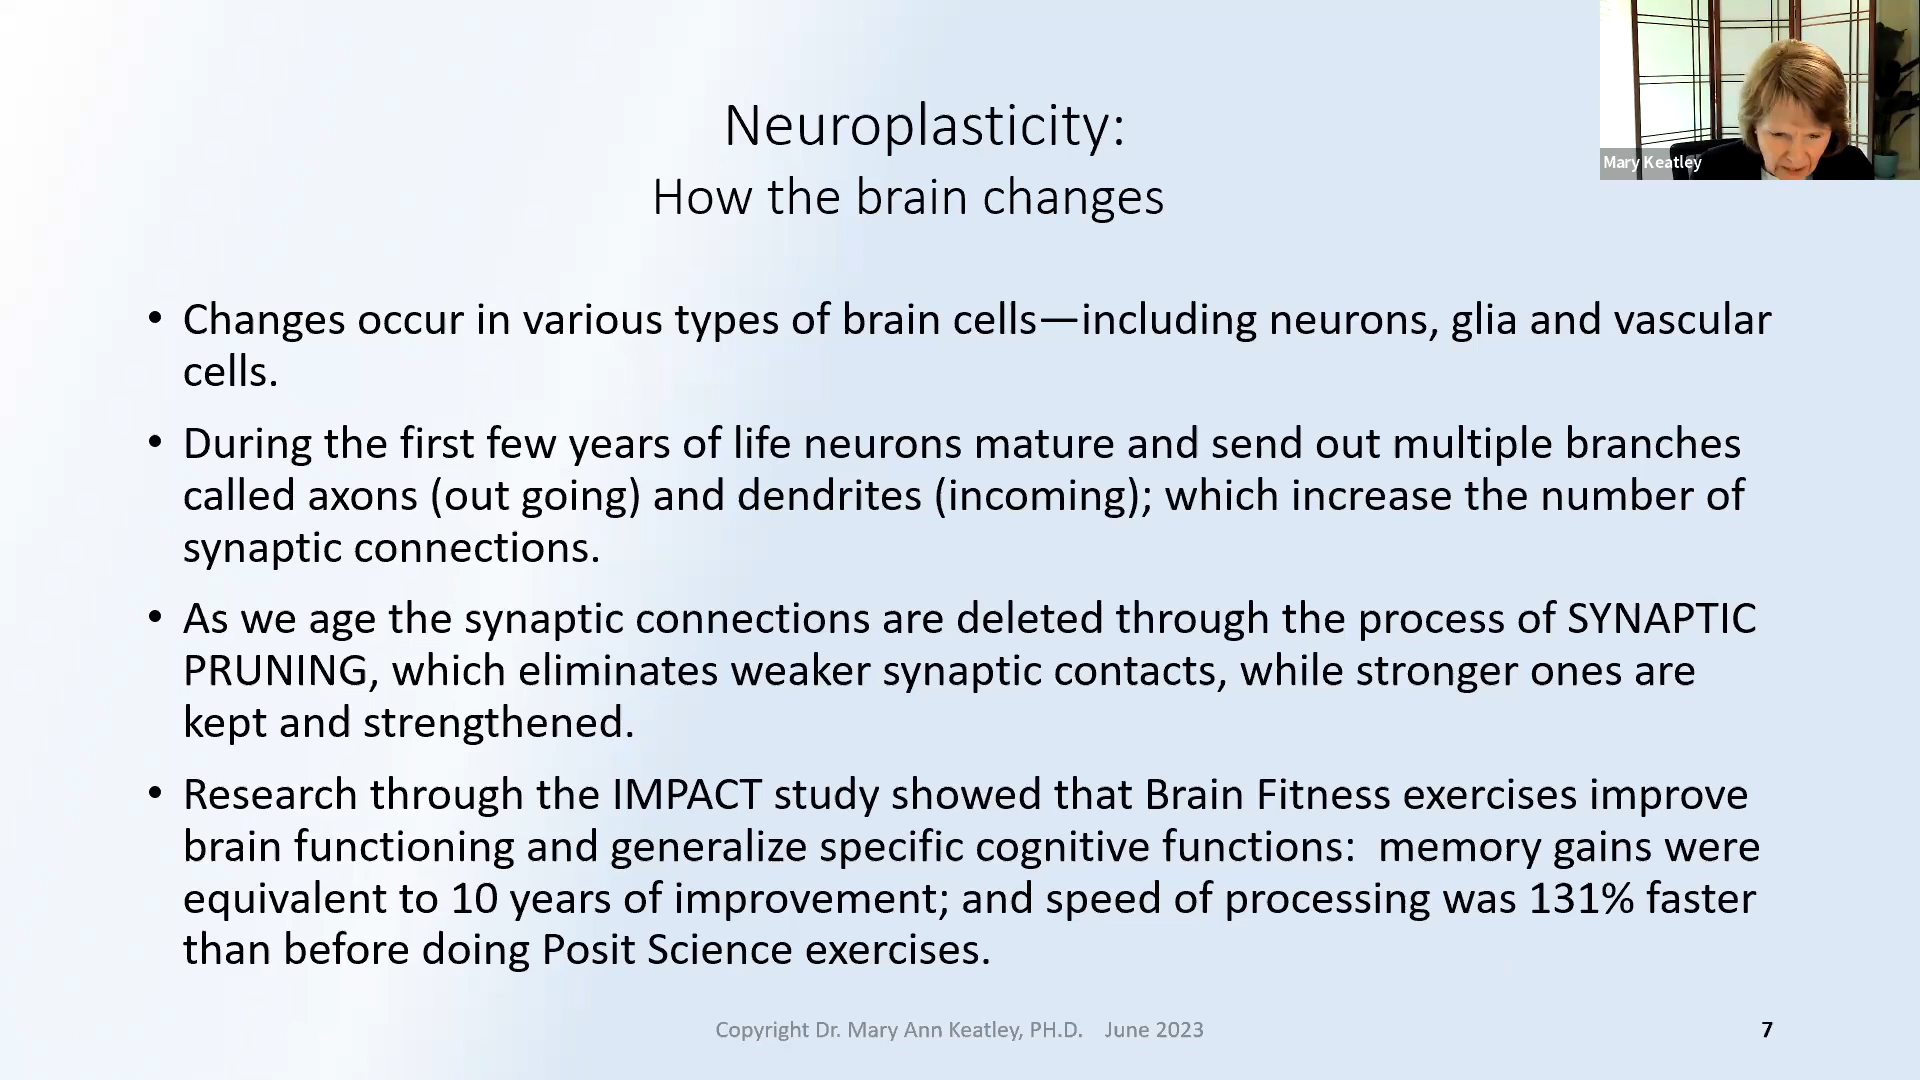 Neuroplasticity:
How the brain changes
Mary Keatley
• Changes occur in various types of brain cells—including neurons, glia and vascular
cells.
• During the first few years of life neurons mature and send out multiple branches
called axons (out going) and dendrites (incoming); which increase the number of
synaptic connections.
• As we age the synaptic connections are deleted through the process of SYNAPTIC
PRUNING, which eliminates weaker synaptic contacts, while stronger ones are
kept and strengthened.
• Research through the IMPACT study showed that Brain Fitness exercises improve
brain functioning and generalize specific cognitive functions:  memory gains were
equivalent to 10 years of improvement; and speed of processing was 131% faster
than before doing Posit Science exercises.
Copyright Dr. Mary Ann Keatley, PH.D.    June 2023
7